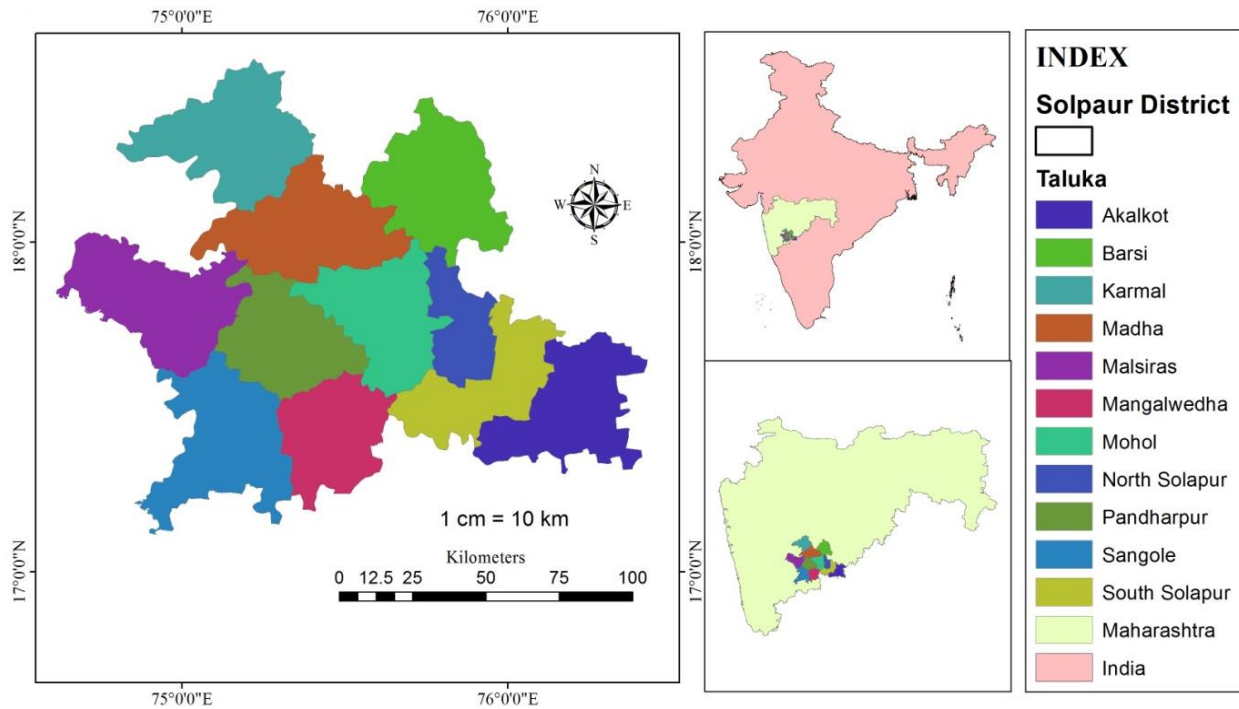 75°0'0"E
76°0'0"E
18°0'0"N
17°0'0"N
N
W
E
S
1 cm = 10 km
Kilometers
0 12.5 25 50 75 100
75°0'0"E
76°0'0"E
18°0'0"N
17°0'0"N
INDEX
Solpaur District
Taluka
Akalkot
Barsi
Karmal
Madha
Malsiras
Mangalwedha
Mohol
North Solapur
Pandharpur
Sangole
South Solapur
Maharashtra
India